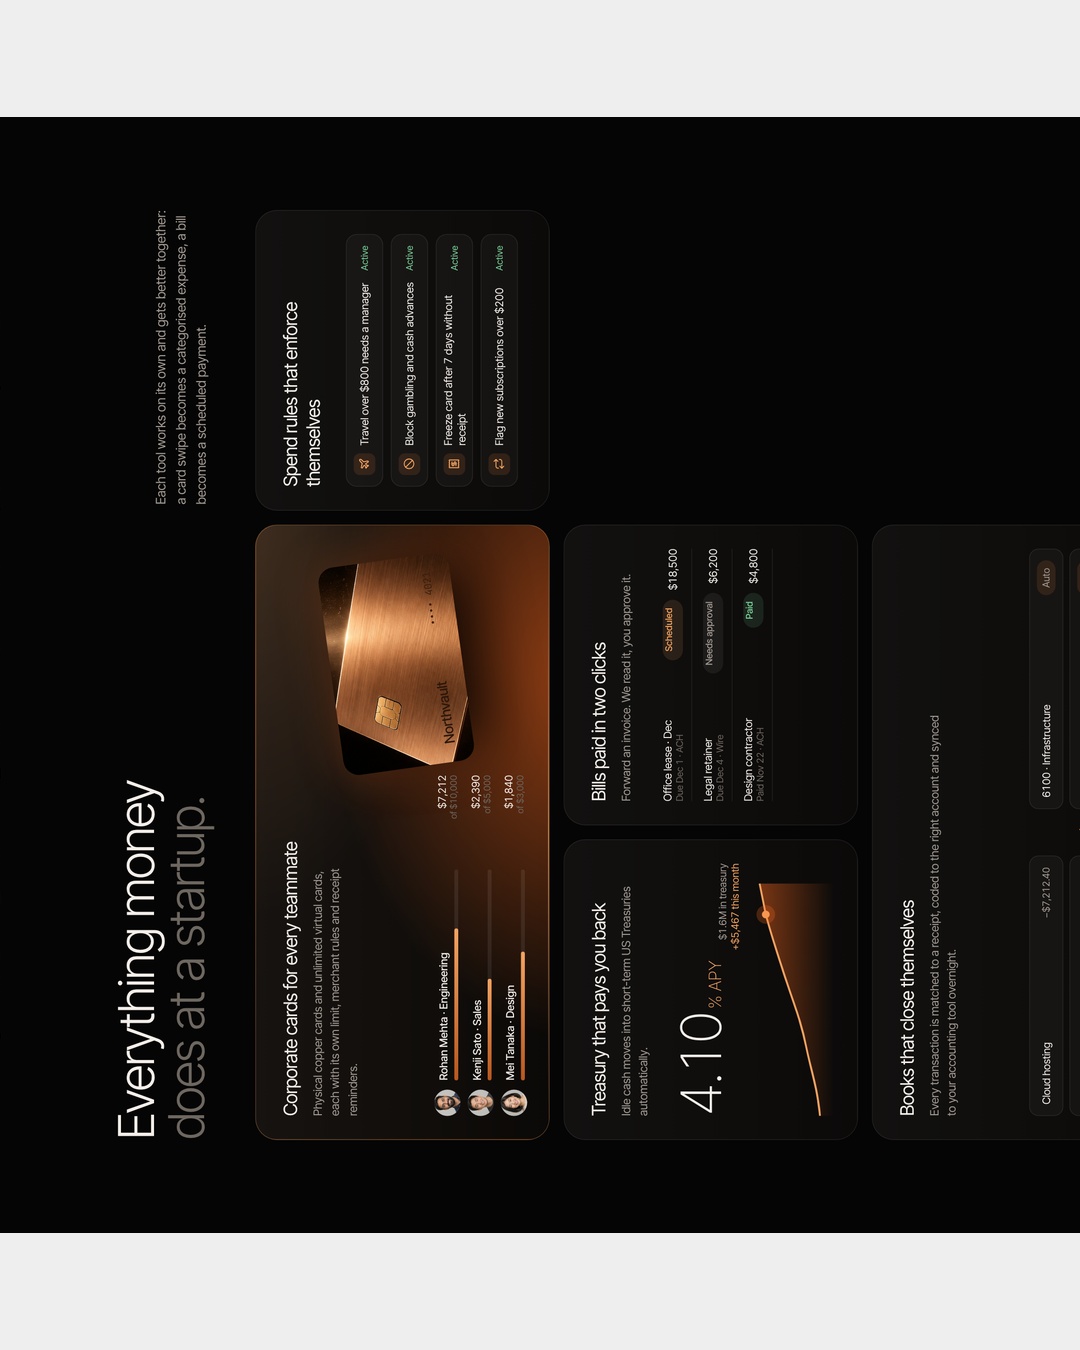 Everything money
does at a startup.
Each tool works on its own and gets better together:
a card swipe becomes a categorised expense, a bill
becomes a scheduled payment.
Corporate cards for every teammate
Physical copper cards and unlimited virtual cards,
each with its own limit, merchant rules and receipt
reminders.
Rohan Mehta · Engineering
$7,212
of $10,000
Kenji Sato · Sales
$2,390
of $5,000
Mei Tanaka · Design
$1,840
of $3,000
•••• 4821
Northvault
Spend rules that enforce
themselves
Travel over $800 needs a manager
Active
Block gambling and cash advances
Active
Freeze card after 7 days without
receipt
Active
Flag new subscriptions over $200
Active
Treasury that pays you back
Idle cash moves into short-term US Treasuries
automatically.
4.10 % APY
$1.6M in treasury
+$5,467 this month
Bills paid in two clicks
Forward an invoice. We read it, you approve it.
Office lease · Dec
Due Dec 1 · ACH
Scheduled
$18,500
Legal retainer
Due Dec 4 · Wire
Needs approval
$6,200
Design contractor
Paid Nov 22 · ACH
Paid
$4,800
Books that close themselves
Every transaction is matched to a receipt, coded to the right account and synced
to your accounting tool overnight.
Cloud hosting
−$7,212.40
6100 · Infrastructure
Auto